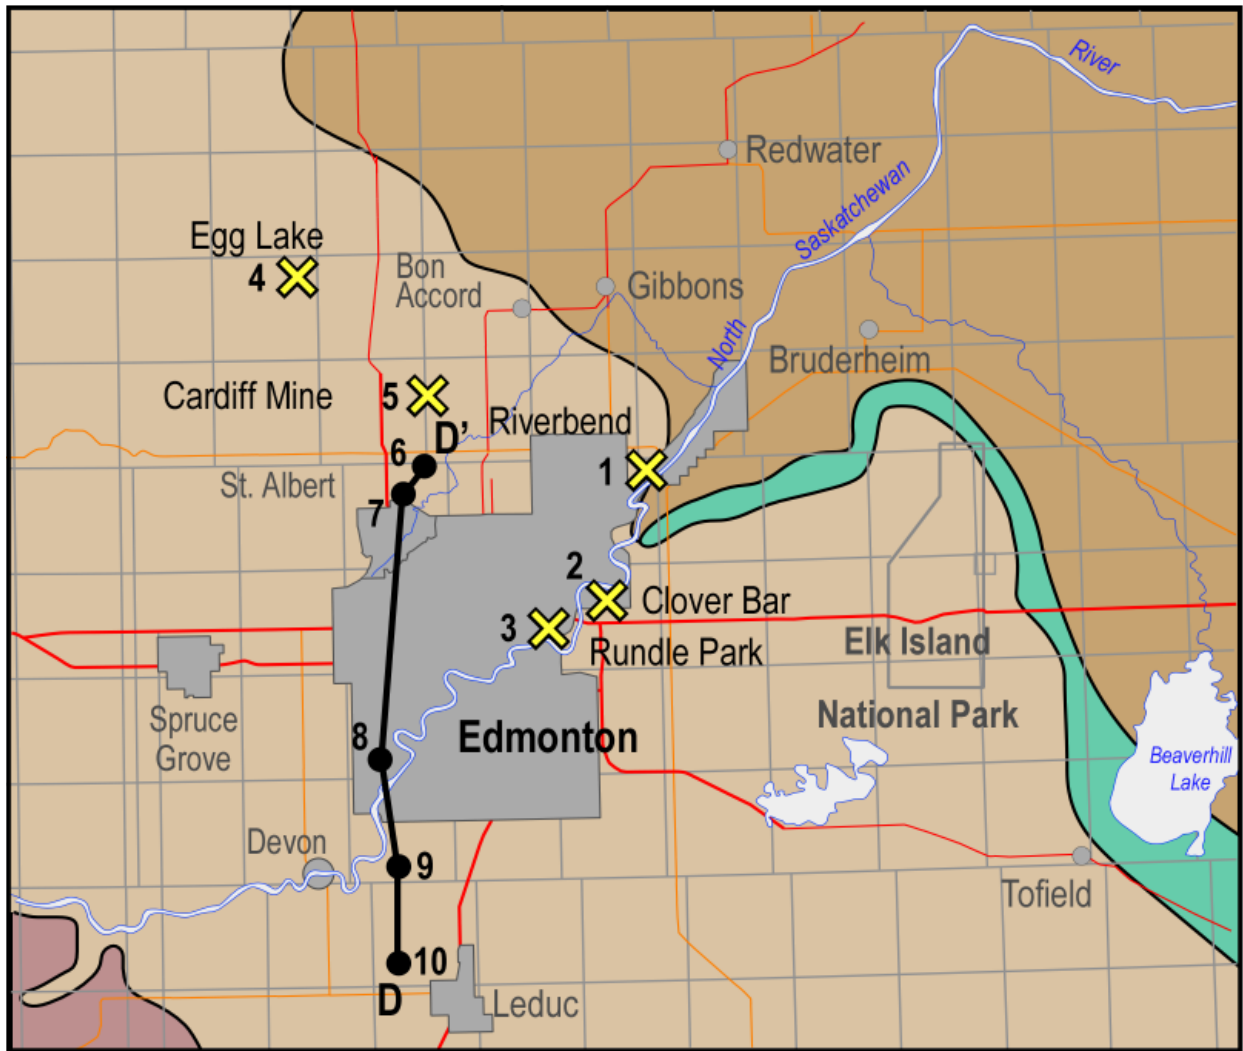 River
Redwater
Saskatchewan
Egg Lake
4
Bon
Accord
Gibbons
North
Bruderheim
Cardiff Mine
5
D'
Riverbend
6
1
St. Albert
7
2
Clover Bar
3
Rundle Park
Elk Island
National Park
Spruce
Grove
8
Edmonton
Beaverhill
Lake
Devon
9
Tofield
10
D
Leduc